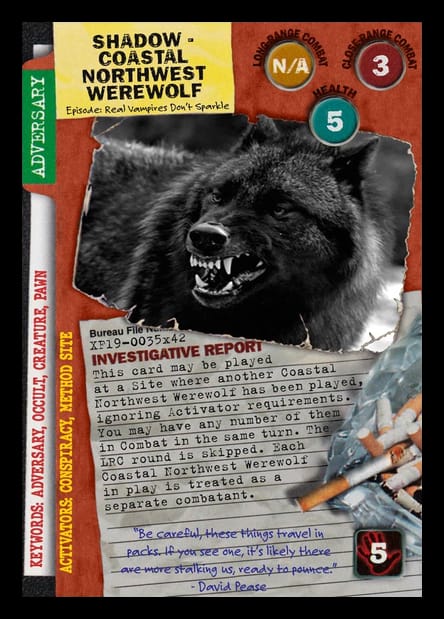 SHADOW -
COASTAL
NORTHWEST
WEREWOLF
Episode: Real Vampires Don't Sparkle
LONG RANGE COMBAT
N/A
CLOSE RANGE COMBAT
3
HEALTH
5
ADVERSARY
KEYWORDS: ADVERSARY, OCCULT, CREATURE, PAWN
ACTIVATORS: CONSPIRACY, METHOD SITE
Bureau File
XF19-0035x42
INVESTIGATIVE REPORT
This card may be played
at a Site where another Coastal
Northwest Werewolf has been played,
ignoring Activator requirements.
You may have any number of them
in Combat in the same turn. The
LRC round is skipped. Each
Coastal Northwest Werewolf
in play is treated as a
separate combatant.
"Be careful, these things travel in
packs. If you see one, it's likely there
are more stalking us, ready to pounce."
- David Pease
5